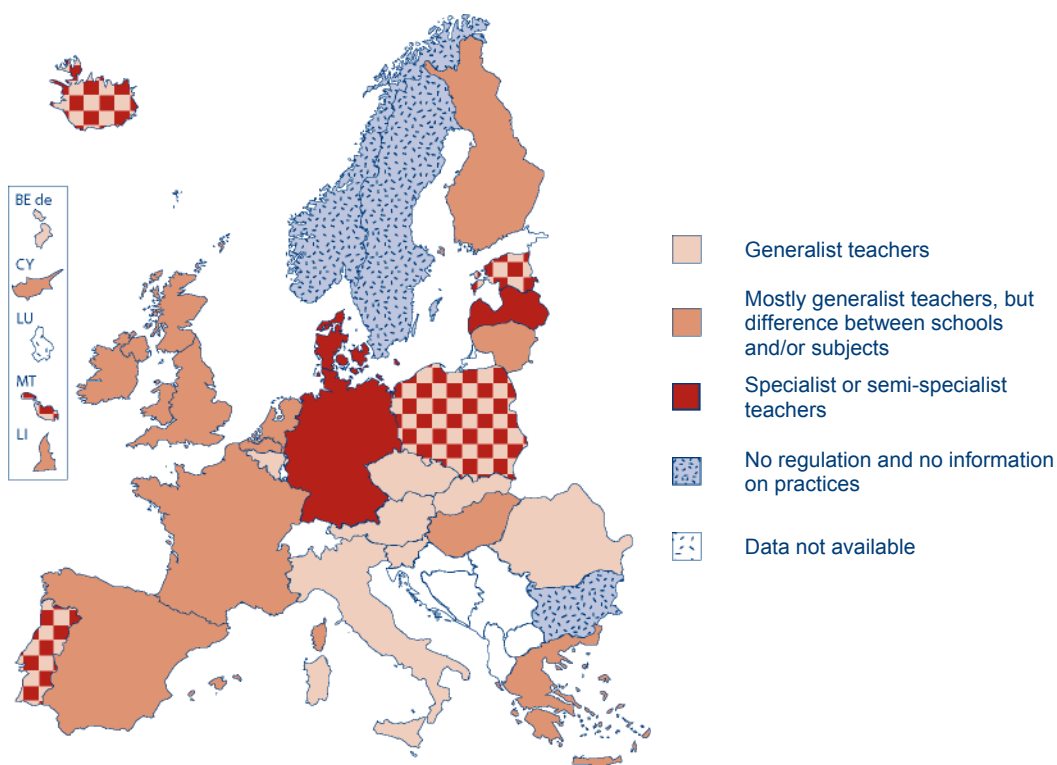 BE de
CY
LU
MT
LI
Generalist teachers
Mostly generalist teachers, but
difference between schools
and/or subjects
Specialist or semi-specialist
teachers
No regulation and no information
on practices
Data not available